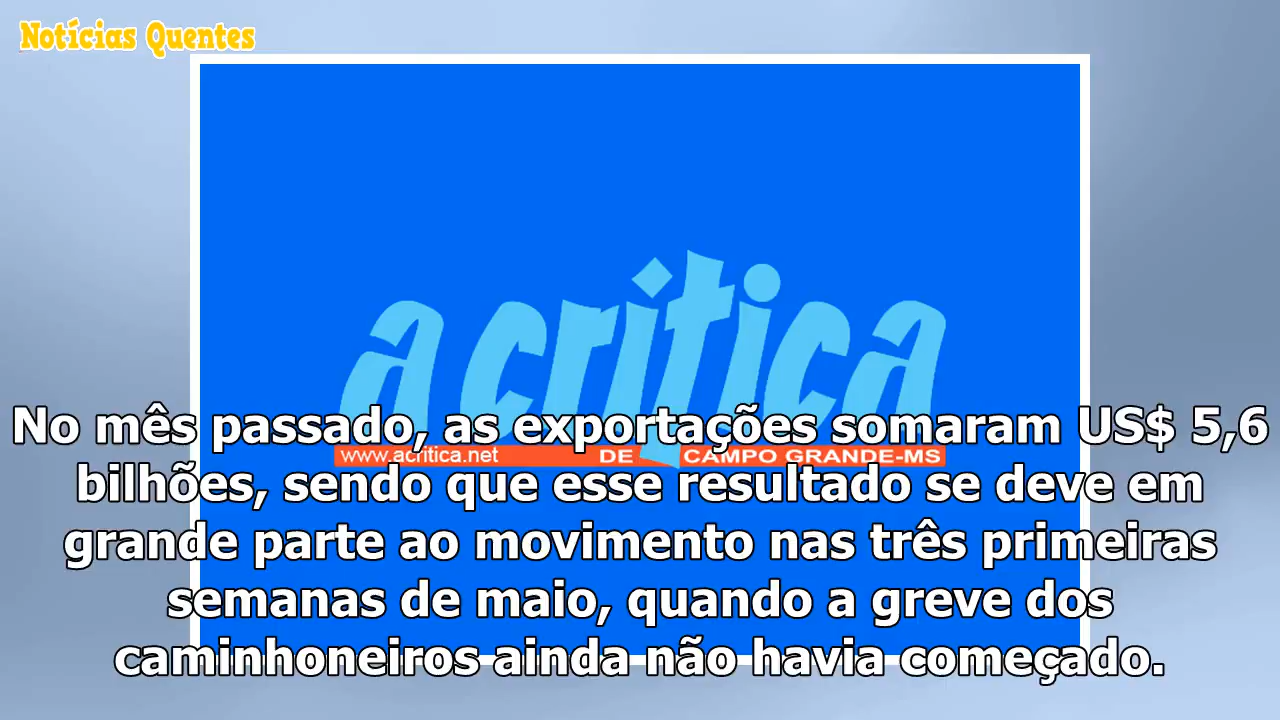 Notícias Quentes
acritica
No mês passado, as exportações somaram US$ 5,6
www.acritica.net DE CAMPO GRANDE-MS
bilhões, sendo que esse resultado se deve em
grande parte ao movimento nas três primeiras
semanas de maio, quando a greve dos
caminhoneiros ainda não havia começado.